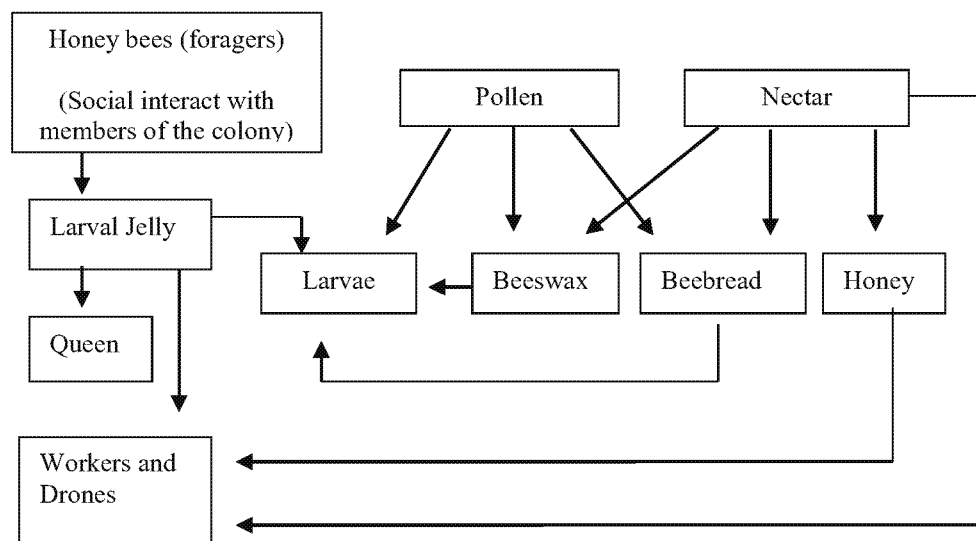 Honey bees (foragers)
(Social interact with
members of the colony)
Pollen
Nectar
Larval Jelly
Larvae
Beeswax
Beebread
Honey
Queen
Workers and
Drones